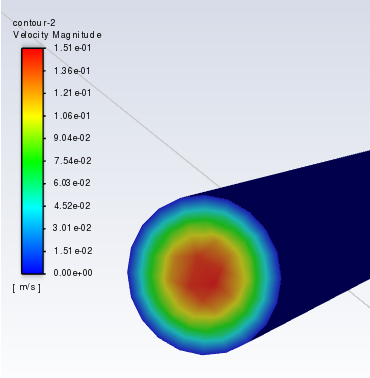 contour-2
Velocity Magnitude
1.51e-01
1.36e-01
1.21e-01
1.06e-01
9.04e-02
7.54e-02
6.03e-02
4.52e-02
3.01e-02
1.51e-02
0.00e+00
[ m/s ]